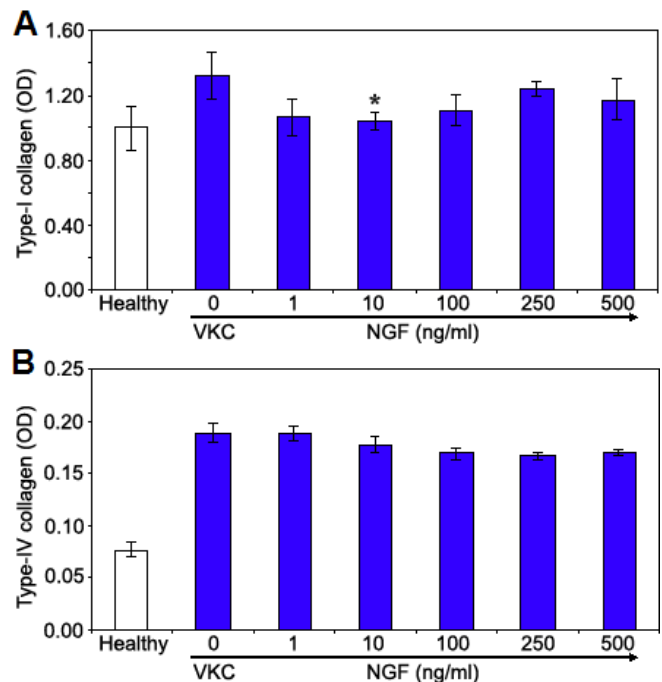 A
Type-I collagen (OD)
1.60
1.20
0.80
0.40
0.00
*
Healthy 0 1 10 100 250 500
VKC NGF (ng/ml)
B
Type-IV collagen (OD)
0.25
0.20
0.15
0.10
0.05
0.00
Healthy 0 1 10 100 250 500
VKC NGF (ng/ml)